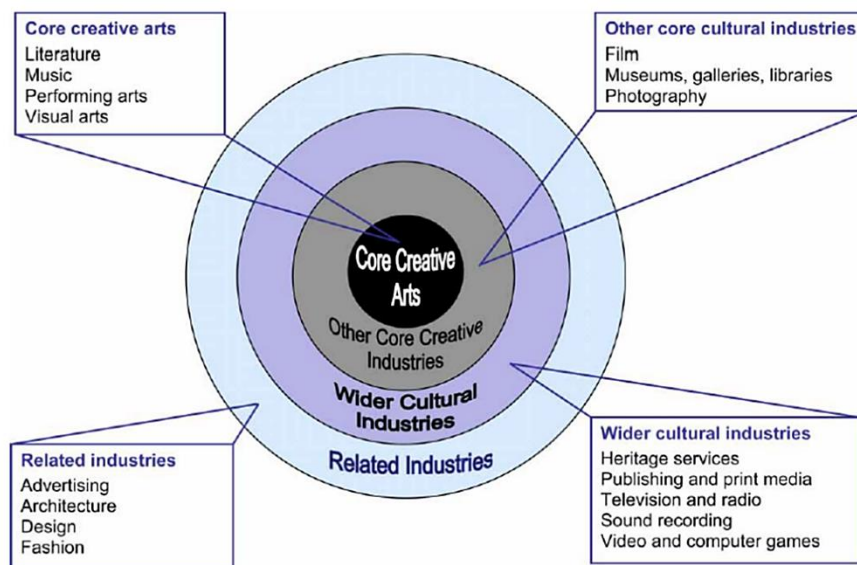 Core creative arts
Literature
Music
Performing arts
Visual arts
Other core cultural industries
Film
Museums, galleries, libraries
Photography
Core Creative
Arts
Other Core Creative
Industries
Wider Cultural
Industries
Related Industries
Related industries
Advertising
Architecture
Design
Fashion
Wider cultural industries
Heritage services
Publishing and print media
Television and radio
Sound recording
Video and computer games